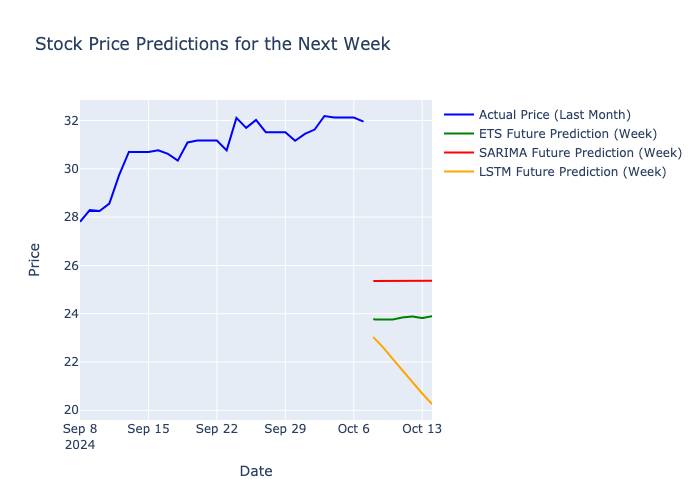 Stock Price Predictions for the Next Week
Actual Price (Last Month)
ETS Future Prediction (Week)
SARIMA Future Prediction (Week)
LSTM Future Prediction (Week)
Price
32
30
28
26
24
22
20
Sep 8
2024
Sep 15
Sep 22
Sep 29
Oct 6
Oct 13
Date